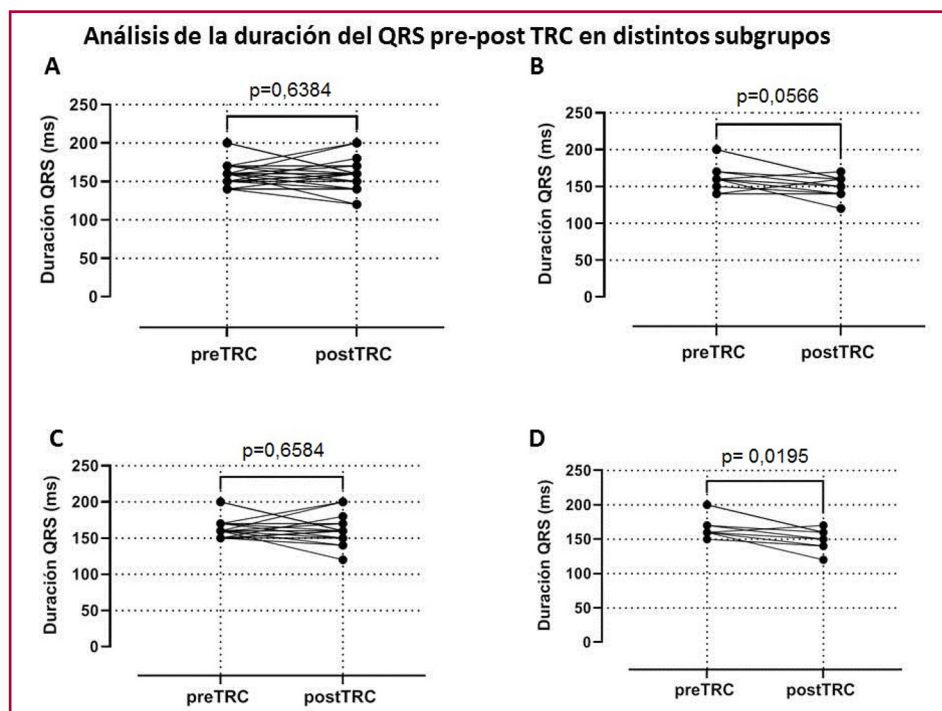 Análisis de la duración del QRS pre-post TRC en distintos subgrupos
A
p=0,6384
Duración QRS (ms)
250
200
150
100
50
0
preTRC
postTRC
B
p=0,0566
Duración QRS (ms)
250
200
150
100
50
0
preTRC
postTRC
C
p=0,6584
Duración QRS (ms)
250
200
150
100
50
0
preTRC
postTRC
D
p= 0,0195
Duración QRS (ms)
250
200
150
100
50
0
preTRC
postTRC